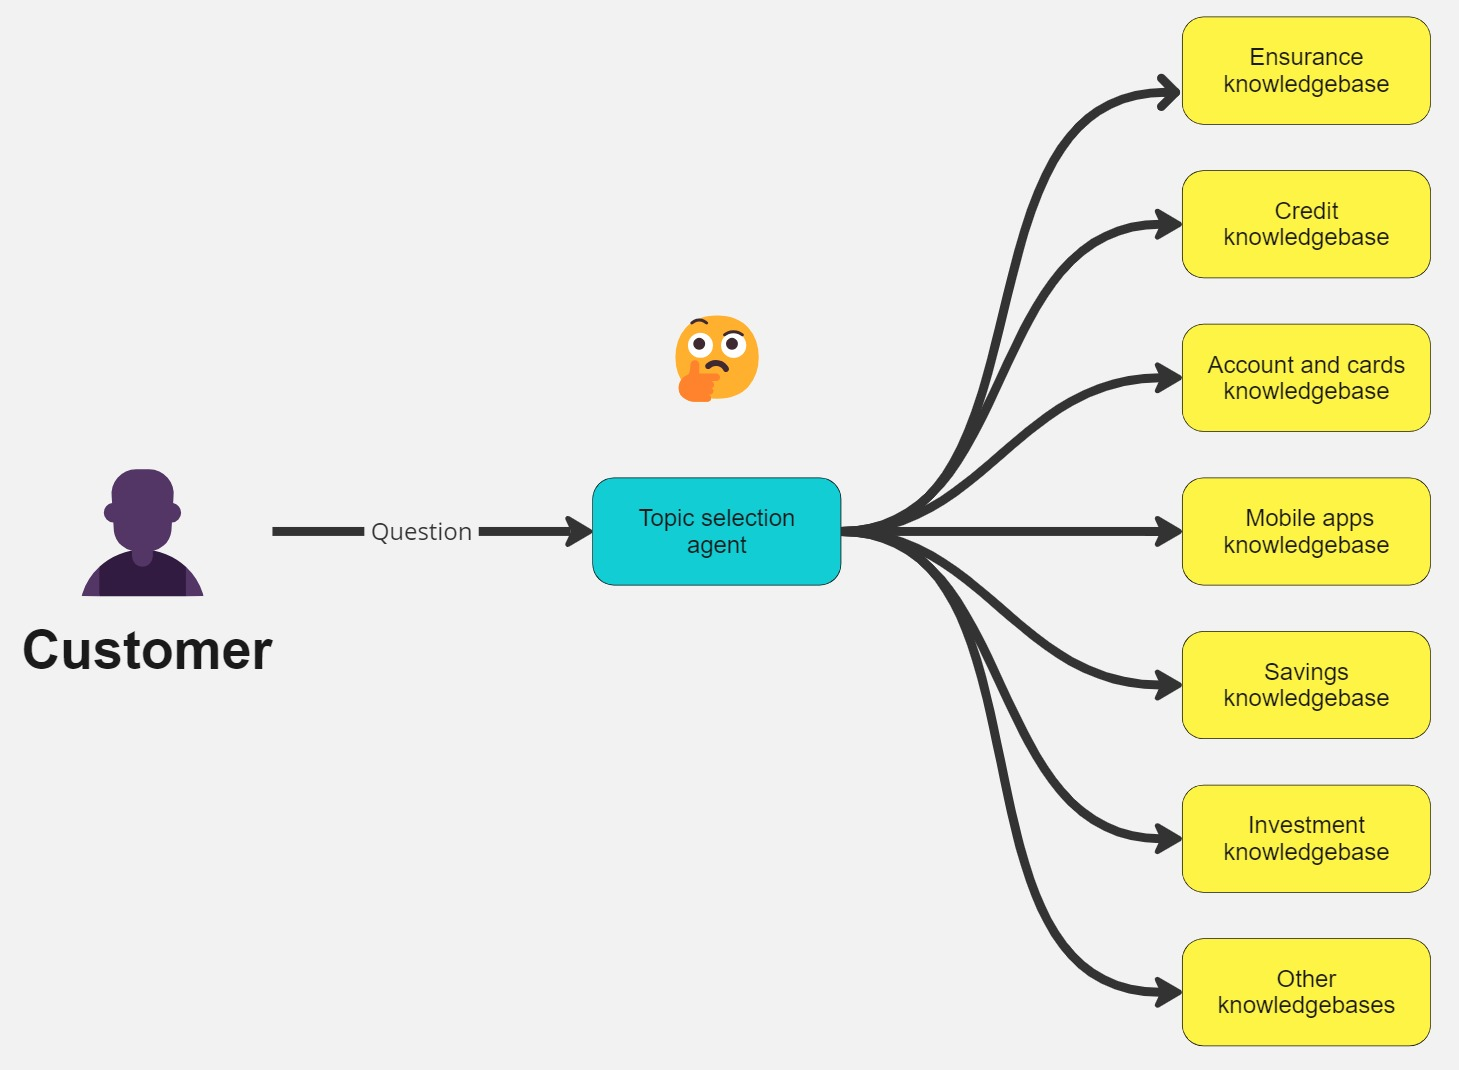 Customer
Question
Topic selection
agent
Ensurance
knowledgebase
Credit
knowledgebase
Account and cards
knowledgebase
Mobile apps
knowledgebase
Savings
knowledgebase
Investment
knowledgebase
Other
knowledgebases